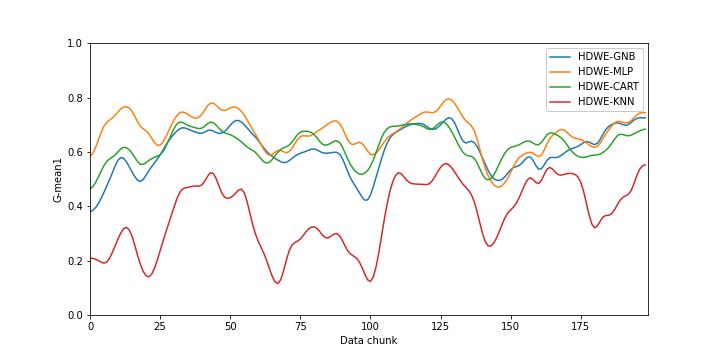 1.0
0.8
0.6
0.4
0.2
0.0
G-mean1
0 25 50 75 100 125 150 175
Data chunk
HDWE-GNB
HDWE-MLP
HDWE-CART
HDWE-KNN